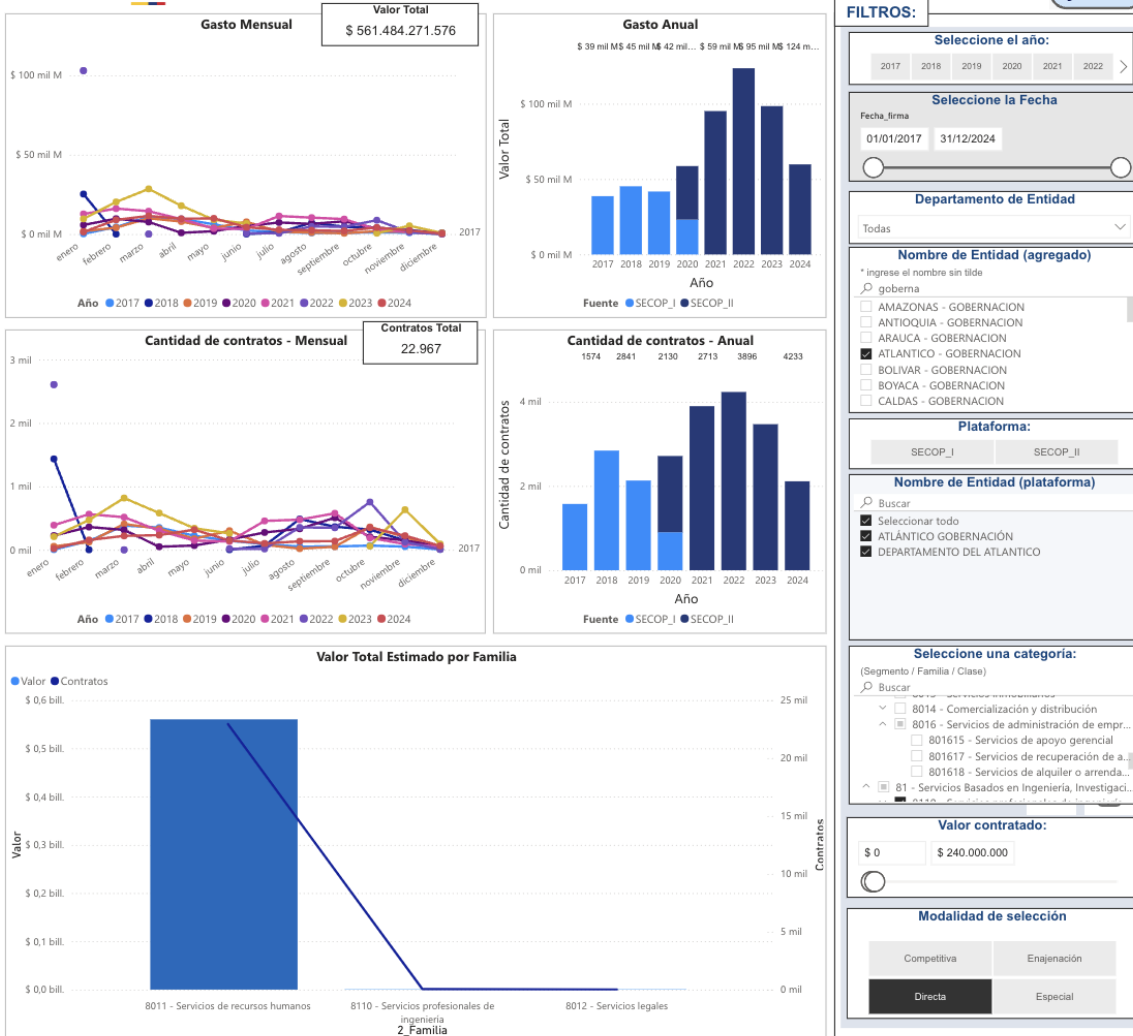 Gasto Mensual
Valor Total
$ 561.484.271.576
$ 100 mil M
$ 50 mil M
$ 0 mil M
2017
enero febrero marzo abril mayo junio julio agosto septiembre octubre noviembre diciembre
Año 2017 2018 2019 2020 2021 2022 2023 2024
Gasto Anual
$ 39 mil M $ 45 mil M $ 42 mil... $ 59 mil M $ 95 mil M $ 124 m...
Valor Total
$ 100 mil M
$ 50 mil M
$ 0 mil M
2017 2018 2019 2020 2021 2022 2023 2024
Año
Fuente SECOP_I SECOP_II
Cantidad de contratos - Mensual
Contratos Total
22.967
3 mil
2 mil
1 mil
0 mil
2017
enero febrero marzo abril mayo junio julio agosto septiembre octubre noviembre diciembre
Año 2017 2018 2019 2020 2021 2022 2023 2024
Cantidad de contratos - Anual
1574 2841 2130 2713 3896 4233
Cantidad de contratos
4 mil
2 mil
0 mil
2017 2018 2019 2020 2021 2022 2023 2024
Año
Fuente SECOP_I SECOP_II
Valor Total Estimado por Familia
Valor Contratos
Valor
$ 0,6 bill.
$ 0,5 bill.
$ 0,4 bill.
$ 0,3 bill.
$ 0,2 bill.
$ 0,1 bill.
$ 0,0 bill.
25 mil
20 mil
15 mil
10 mil
5 mil
0 mil
Contratos
8011 - Servicios de recursos humanos
8110 - Servicios profesionales de
ingeniería
8012 - Servicios legales
2_Familia
FILTROS:
Seleccione el año:
2017 2018 2019 2020 2021 2022
Seleccione la Fecha
Fecha_firma
01/01/2017 31/12/2024
Departamento de Entidad
Todas
Nombre de Entidad (agregado)
* ingrese el nombre sin tilde
goberna
AMAZONAS - GOBERNACION
ANTIOQUIA - GOBERNACION
ARAUCA - GOBERNACION
ATLANTICO - GOBERNACION
BOLIVAR - GOBERNACION
BOYACA - GOBERNACION
CALDAS - GOBERNACION
Plataforma:
SECOP_I SECOP_II
Nombre de Entidad (plataforma)
Buscar
Seleccionar todo
ATLÁNTICO GOBERNACIÓN
DEPARTAMENTO DEL ATLANTICO
Seleccione una categoría:
(Segmento / Familia / Clase)
Buscar
8014 - Comercialización y distribución
8016 - Servicios de administración de empr...
801615 - Servicios de apoyo gerencial
801617 - Servicios de recuperación de a...
801618 - Servicios de alquiler o arrenda...
81 - Servicios Basados en Ingeniería, Investigaci...
Valor contratado:
$ 0 $ 240.000.000
Modalidad de selección
Competitiva Enajenación
Directa Especial